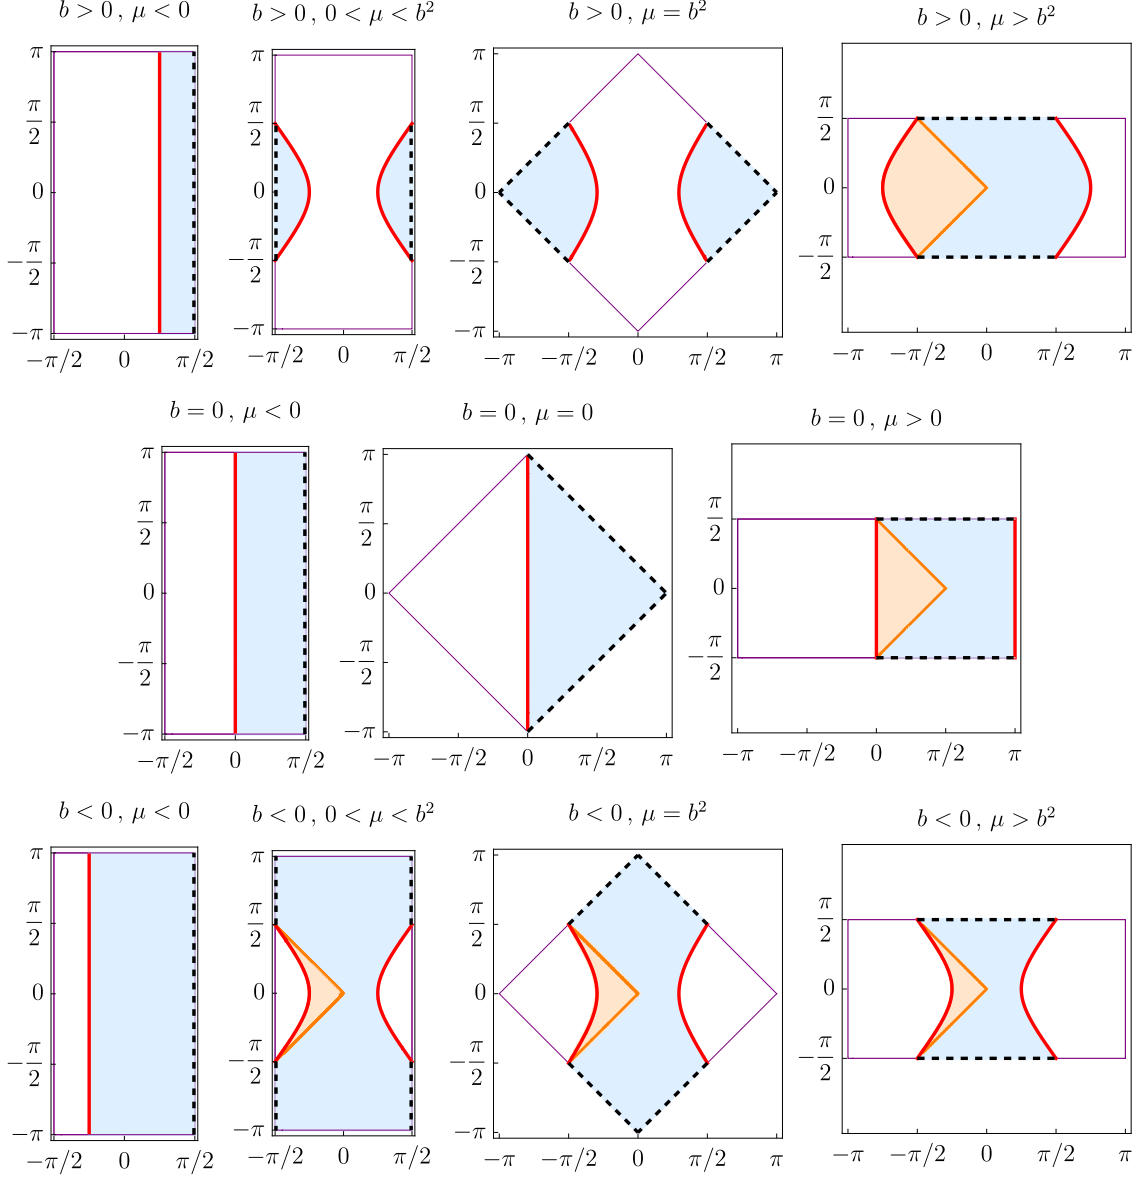 b > 0 , μ < 0
b > 0 , 0 < μ < b²
b > 0 , μ = b²
b > 0 , μ > b²
π
π/2
0
−π/2
−π
−π/2 0 π/2
π
π/2
0
−π/2
−π
−π/2 0 π/2
π
π/2
0
−π/2
−π
−π −π/2 0 π/2 π
π/2
0
−π/2
−π −π/2 0 π/2 π
b = 0 , μ < 0
b = 0 , μ = 0
b = 0 , μ > 0
π
π/2
0
−π/2
−π
−π/2 0 π/2
π
π/2
0
−π/2
−π
−π −π/2 0 π/2 π
π/2
0
−π/2
−π −π/2 0 π/2 π
b < 0 , μ < 0
b < 0 , 0 < μ < b²
b < 0 , μ = b²
b < 0 , μ > b²
π
π/2
0
−π/2
−π
−π/2 0 π/2
π
π/2
0
−π/2
−π
−π/2 0 π/2
π
π/2
0
−π/2
−π
−π −π/2 0 π/2 π
π/2
0
−π/2
−π −π/2 0 π/2 π